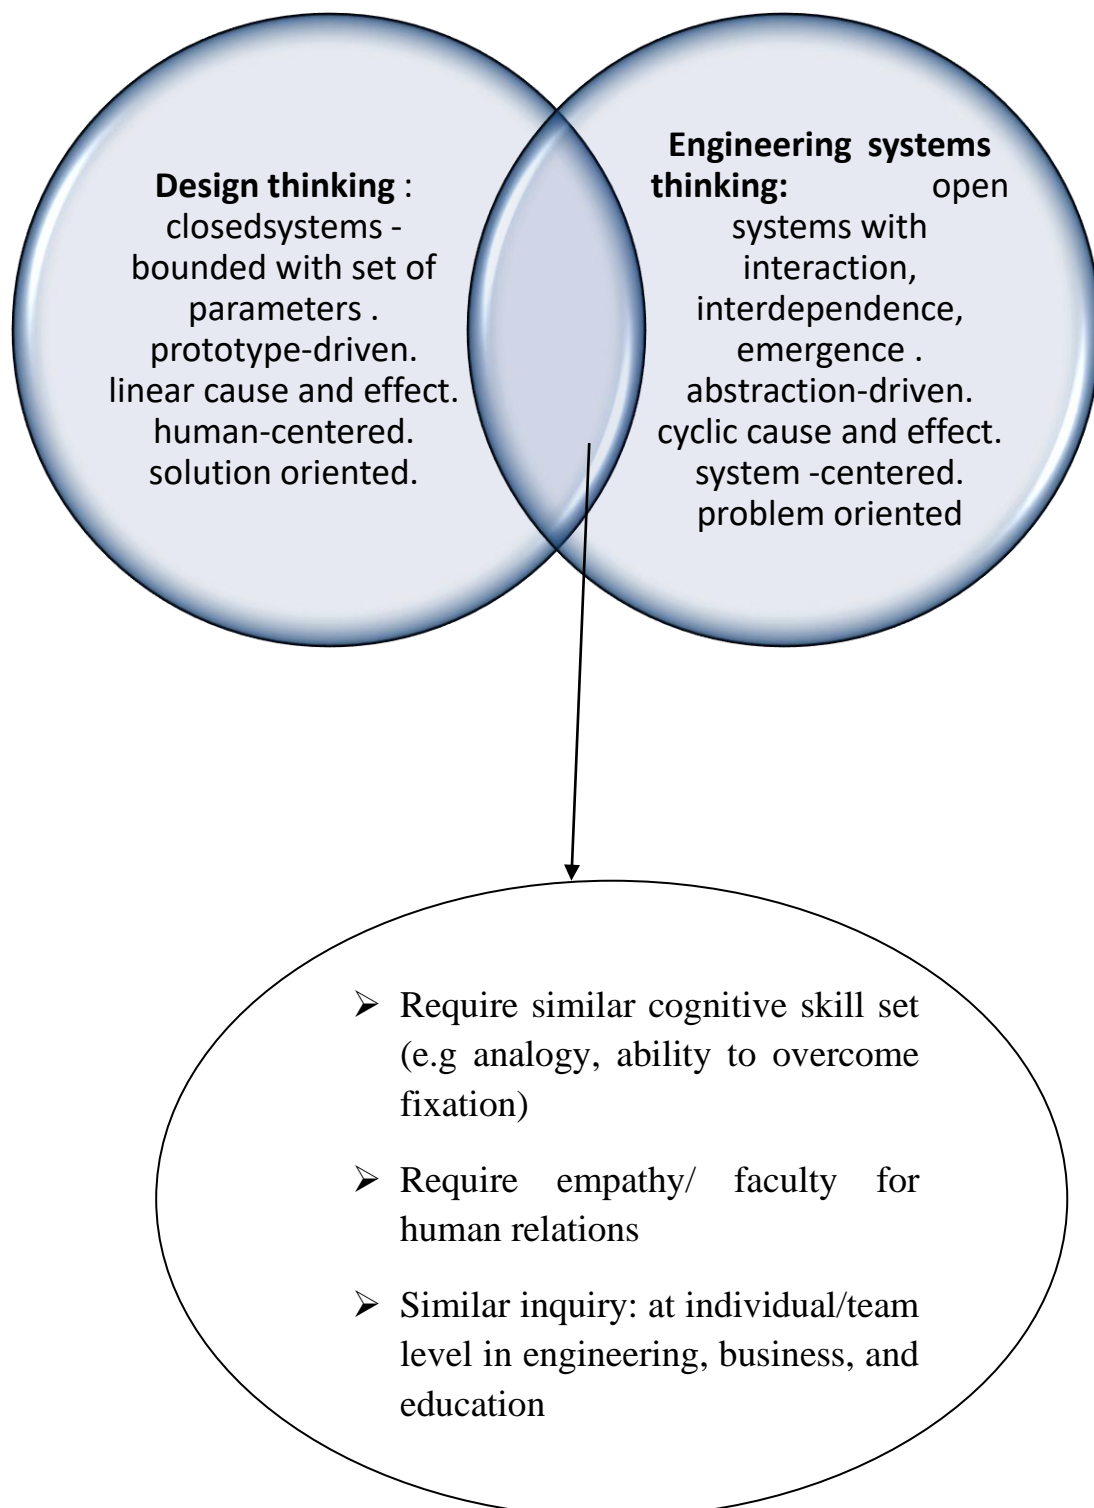 Design thinking :
closedsystems -
bounded with set of
parameters .
prototype-driven.
linear cause and effect.
human-centered.
solution oriented.
Engineering systems
thinking: open
systems with
interaction,
interdependence,
emergence .
abstraction-driven.
cyclic cause and effect.
system -centered.
problem oriented
➢ Require similar cognitive skill set
(e.g analogy, ability to overcome
fixation)
➢ Require empathy/ faculty for
human relations
➢ Similar inquiry: at individual/team
level in engineering, business, and
education